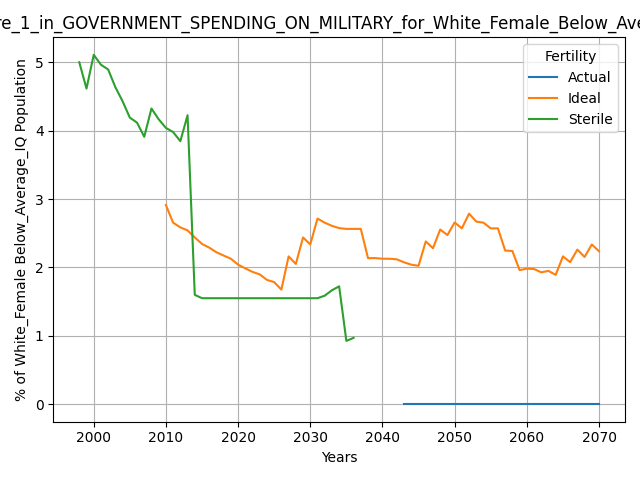 re_1_in_GOVERNMENT_SPENDING_ON_MILITARY_for_White_Female_Below_Ave
Fertility
Actual
Ideal
Sterile
% of White_Female Below_Average_IQ Population
5
4
3
2
1
0
2000 2010 2020 2030 2040 2050 2060 2070
Years